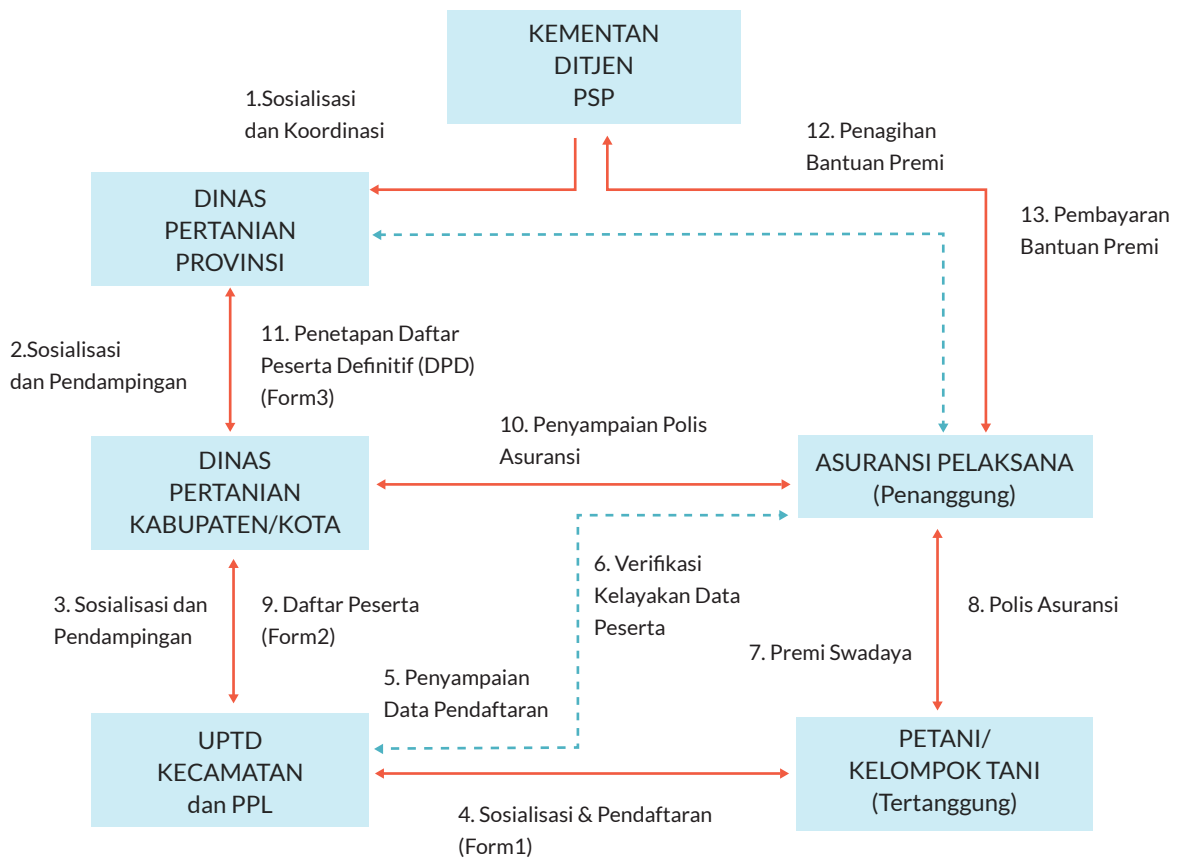 KEMENTAN
DITJEN
PSP
1.Sosialisasi
dan Koordinasi
12. Penagihan
Bantuan Premi
DINAS
PERTANIAN
PROVINSI
13. Pembayaran
Bantuan Premi
2.Sosialisasi
dan Pendampingan
11. Penetapan Daftar
Peserta Definitif (DPD)
(Form3)
10. Penyampaian Polis
Asuransi
DINAS
PERTANIAN
KABUPATEN/KOTA
ASURANSI PELAKSANA
(Penanggung)
3. Sosialisasi dan
Pendampingan
9. Daftar Peserta
(Form2)
6. Verifikasi
Kelayakan Data
Peserta
8. Polis Asuransi
7. Premi Swadaya
5. Penyampaian
Data Pendaftaran
UPTD
KECAMATAN
dan PPL
PETANI/
KELOMPOK TANI
(Tertanggung)
4. Sosialisasi & Pendaftaran
(Form1)